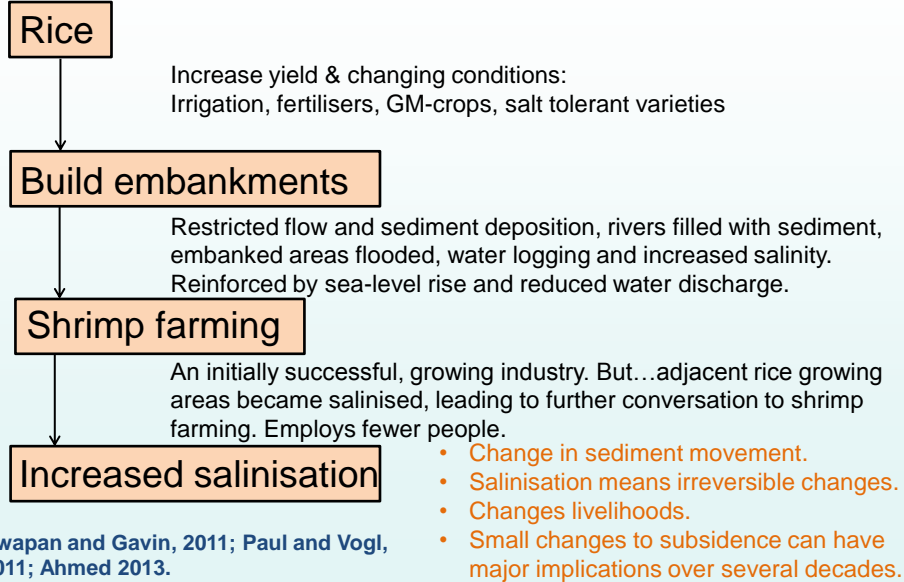 Rice
Increase yield & changing conditions:
Irrigation, fertilisers, GM-crops, salt tolerant varieties
Build embankments
Restricted flow and sediment deposition, rivers filled with sediment,
embanked areas flooded, water logging and increased salinity.
Reinforced by sea-level rise and reduced water discharge.
Shrimp farming
An initially successful, growing industry. But…adjacent rice growing
areas became salinised, leading to further conversation to shrimp
farming. Employs fewer people.
Increased salinisation
• Change in sediment movement.
• Salinisation means irreversible changes.
• Changes livelihoods.
• Small changes to subsidence can have
major implications over several decades.
wapan and Gavin, 2011; Paul and Vogl,
011; Ahmed 2013.